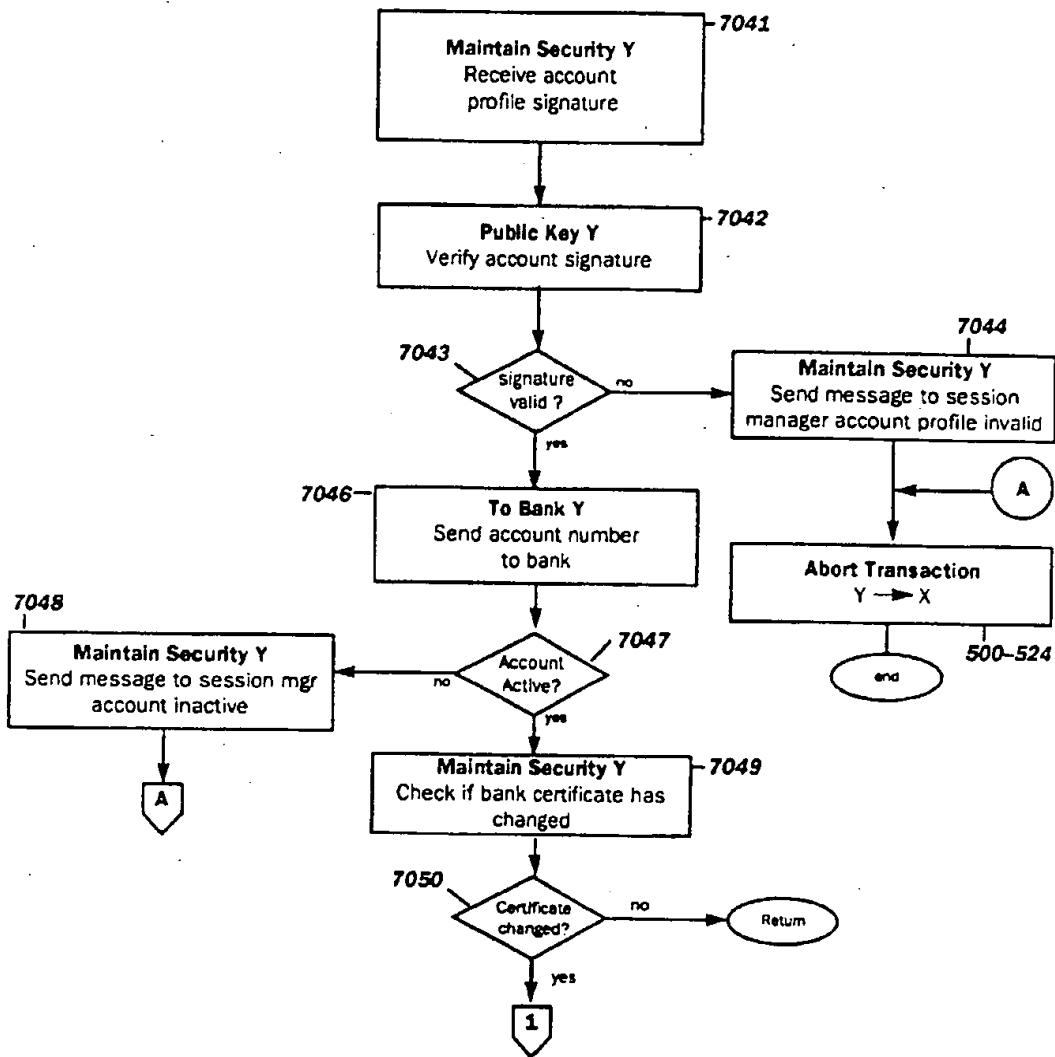 7041
Maintain Security Y
Receive account
profile signature
7042
Public Key Y
Verify account signature
7043
signature
valid ?
no
yes
7044
Maintain Security Y
Send message to session
manager account profile invalid
A
Abort Transaction
Y → X
500–524
end
7046
To Bank Y
Send account number
to bank
7047
Account
Active?
no
yes
7048
Maintain Security Y
Send message to session mgr
account inactive
A
7049
Maintain Security Y
Check if bank certificate has
changed
7050
Certificate
changed?
no
Return
yes
1